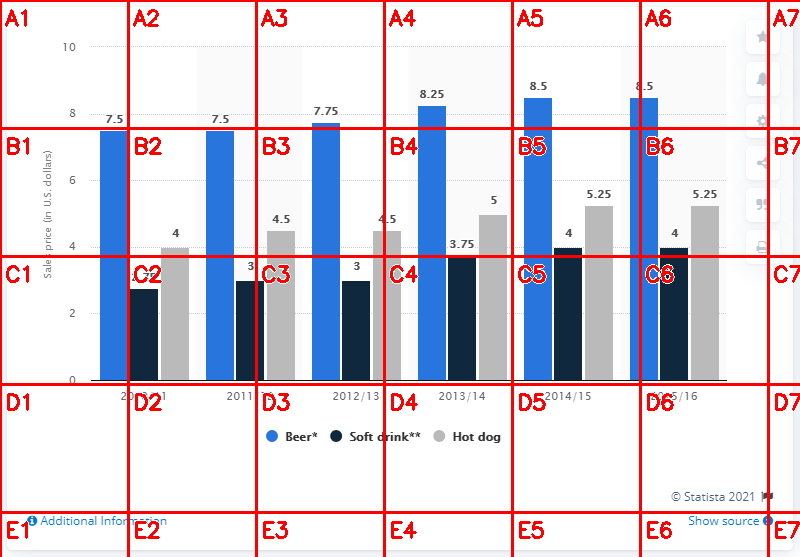 A1 A2 A3 A4 A5 A6 A7
10
8.25 8.5 8.5
7.5 7.5 7.75
8
B1 B2 B3 B4 B5 B6 B7
Sales price (in U.S. dollars)
6
5 5.25 5.25
4 4.5 4.5 3.75 4 4
4
C1 C2 C3 C4 C5 C6 C7
3 3
2
0
D1 D2 D3 D4 D5 D6 D7
2012/13 2013/14 2014/15
Beer* Soft drink** Hot dog
© Statista 2021
Additional Information Show source
E1 E2 E3 E4 E5 E6 E7